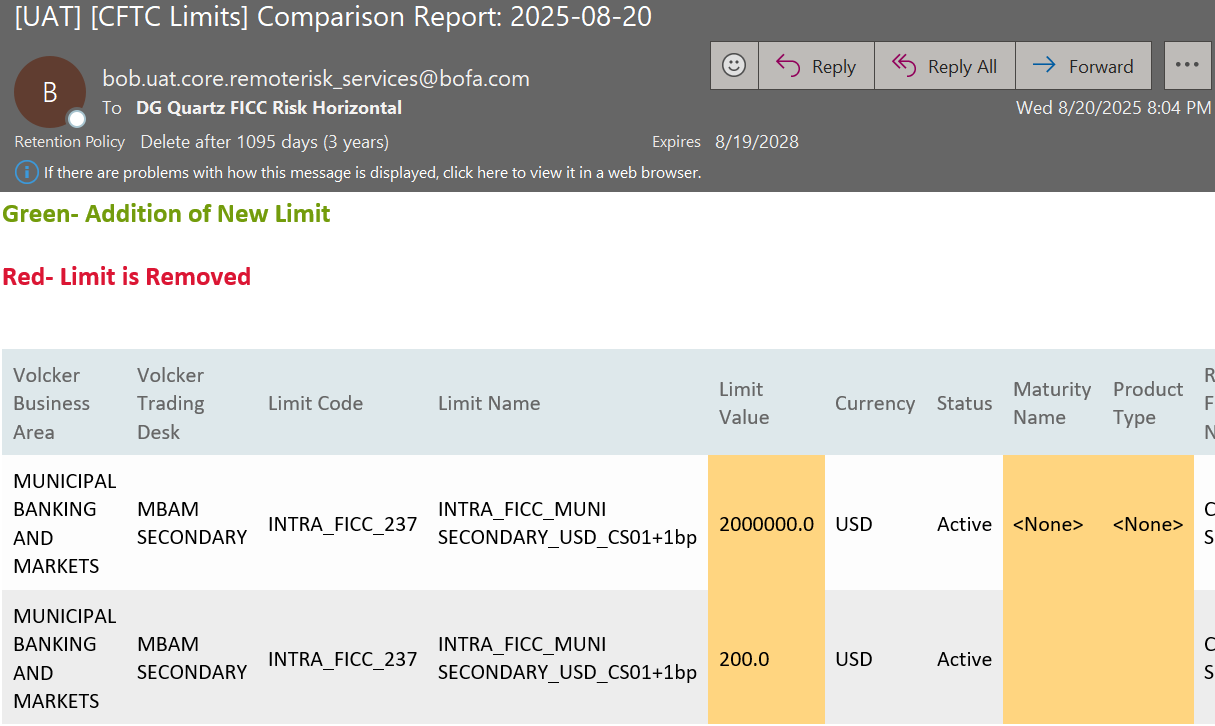 [UAT] [CFTC Limits] Comparison Report: 2025-08-20
B
bob.uat.core.remoterisk_services@bofa.com
Reply
Reply All
Forward
To DG Quartz FICC Risk Horizontal
Wed 8/20/2025 8:04 PM
Retention Policy Delete after 1095 days (3 years)
Expires 8/19/2028
If there are problems with how this message is displayed, click here to view it in a web browser.
Green- Addition of New Limit
Red- Limit is Removed
Volcker
Business
Area
Volcker
Trading
Desk
Limit Code
Limit Name
Limit
Value
Currency
Status
Maturity
Name
Product
Type
MUNICIPAL
BANKING
AND
MARKETS
MBAM
SECONDARY
INTRA_FICC_237
INTRA_FICC_MUNI
SECONDARY_USD_CS01+1bp
2000000.0
USD
Active
<None>
<None>
MUNICIPAL
BANKING
AND
MARKETS
MBAM
SECONDARY
INTRA_FICC_237
INTRA_FICC_MUNI
SECONDARY_USD_CS01+1bp
200.0
USD
Active